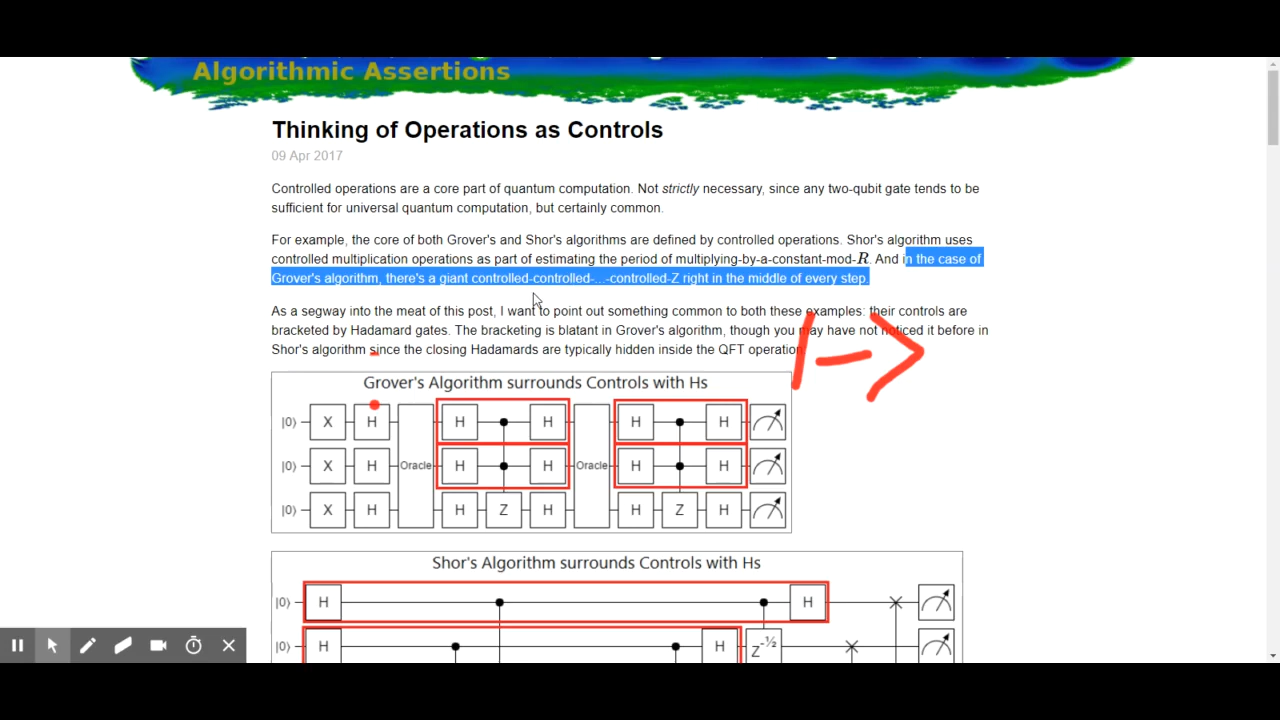 Algorithmic Assertions
Thinking of Operations as Controls
09 Apr 2017
Controlled operations are a core part of quantum computation. Not strictly necessary, since any two-qubit gate tends to be
sufficient for universal quantum computation, but certainly common.
For example, the core of both Grover's and Shor's algorithms are defined by controlled operations. Shor's algorithm uses
controlled multiplication operations as part of estimating the period of multiplying-by-a-constant-mod-R. And in the case of
Grover's algorithm, there's a giant controlled-controlled-...-controlled-Z right in the middle of every step.
As a segway into the meat of this post, I want to point out something common to both these examples: their controls are
bracketed by Hadamard gates. The bracketing is blatant in Grover's algorithm, though you may have not noticed it before in
Shor's algorithm since the closing Hadamards are typically hidden inside the QFT operation.
|->
Grover's Algorithm surrounds Controls with Hs
|0⟩ X H H H H H
|0⟩ X H Oracle H H Oracle H H
|0⟩ X H H Z H H Z H
Shor's Algorithm surrounds Controls with Hs
|0⟩ H H
|0⟩ H H Z^-½